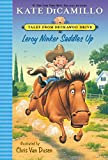 KATE DICAMILLO
TALES FROM DECKAWOO DRIVE
Leroy Ninker Saddles Up
illustrated by
Chris Van Dusen